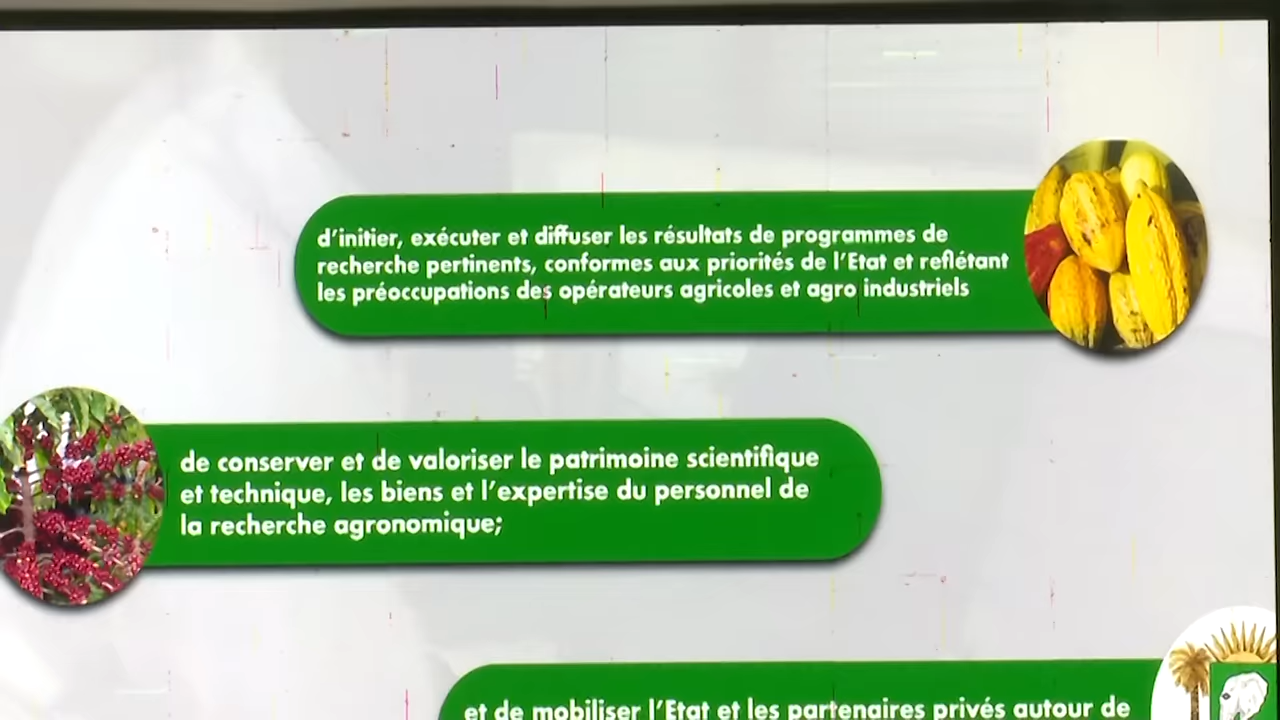 d'initier, exécuter et diffuser les résultats de programmes de
recherche pertinents, conformes aux priorités de l'Etat et reflétant
les préoccupations des opérateurs agricoles et agro industriels
de conserver et de valoriser le patrimoine scientifique
et technique, les biens et l'expertise du personnel de
la recherche agronomique;
et de mobiliser l'Etat et les partenaires privés autour de